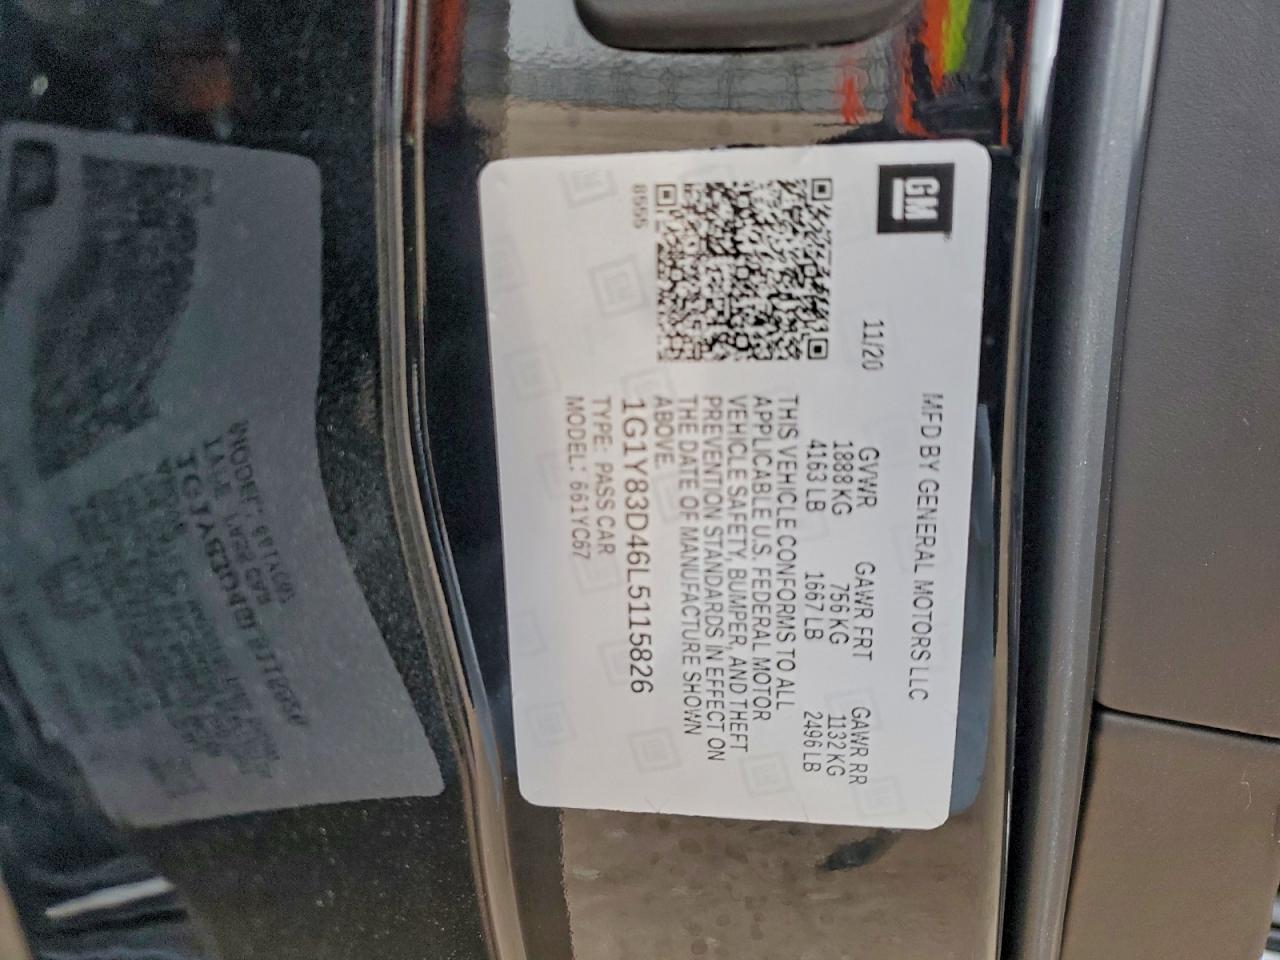 GM
MFD BY GENERAL MOTORS LLC
11/20
GVWR GAWR FRT GAWR RR
1888 KG 756 KG 1132 KG
4163 LB 1667 LB 2496 LB
THIS VEHICLE CONFORMS TO ALL
APPLICABLE U.S. FEDERAL MOTOR
VEHICLE SAFETY, BUMPER, AND THEFT
PREVENTION STANDARDS IN EFFECT ON
THE DATE OF MANUFACTURE SHOWN
ABOVE.
8555
1G1Y83D46L5115826
TYPE: PASS CAR
MODEL: 661YC67